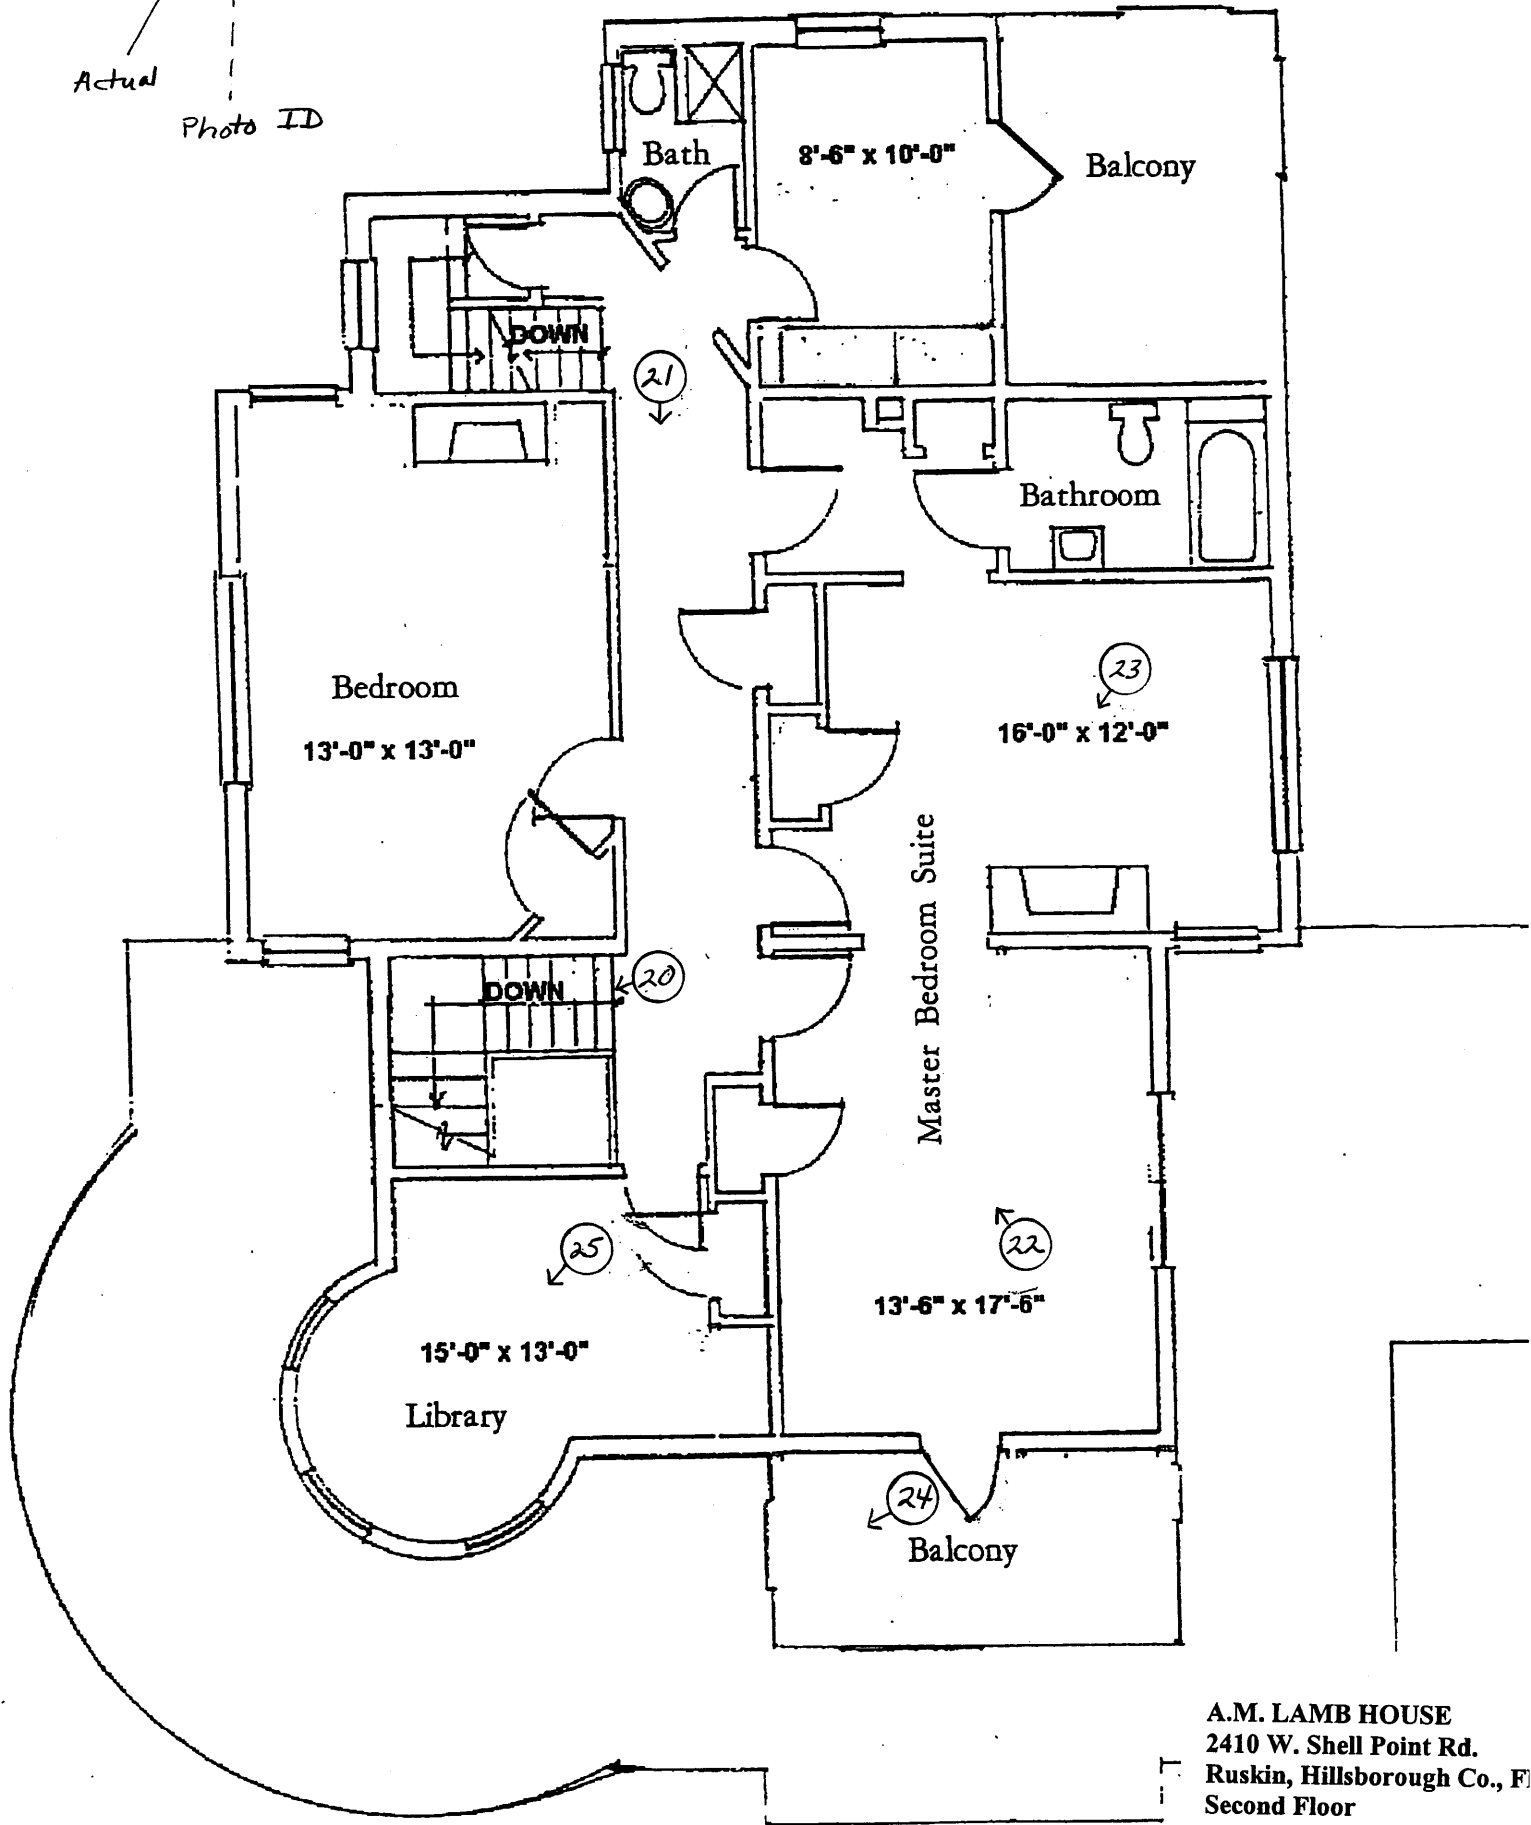 Actual
Photo ID
Bath
8'-6" x 10'-0"
Balcony
DOWN
21
Bathroom
Bedroom
13'-0" x 13'-0"
23
16'-0" x 12'-0"
Master Bedroom Suite
20
DOWN
25
22
13'-6" x 17'-6"
15'-0" x 13'-0"
Library
24
Balcony
A.M. LAMB HOUSE
2410 W. Shell Point Rd.
Ruskin, Hillsborough Co., Fl
Second Floor